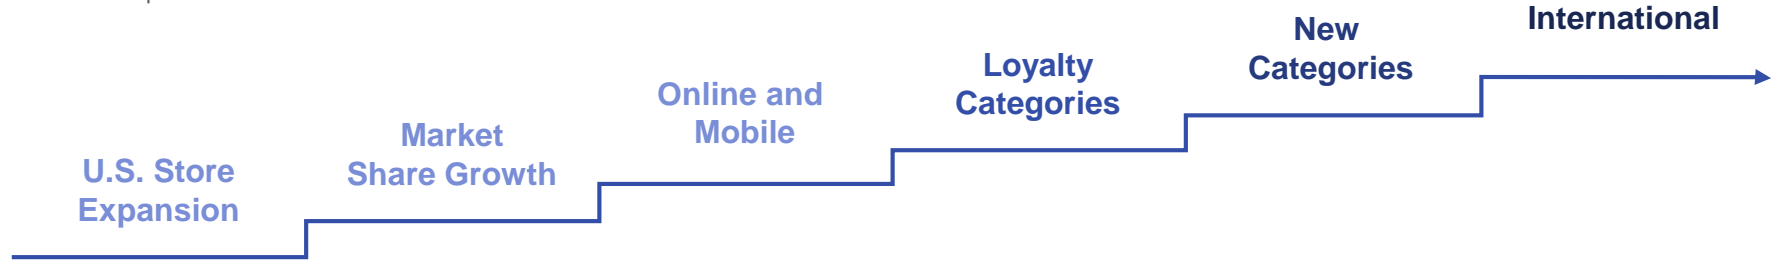 U.S. Store
Expansion
Market
Share Growth
Online and
Mobile
Loyalty
Categories
New
Categories
International